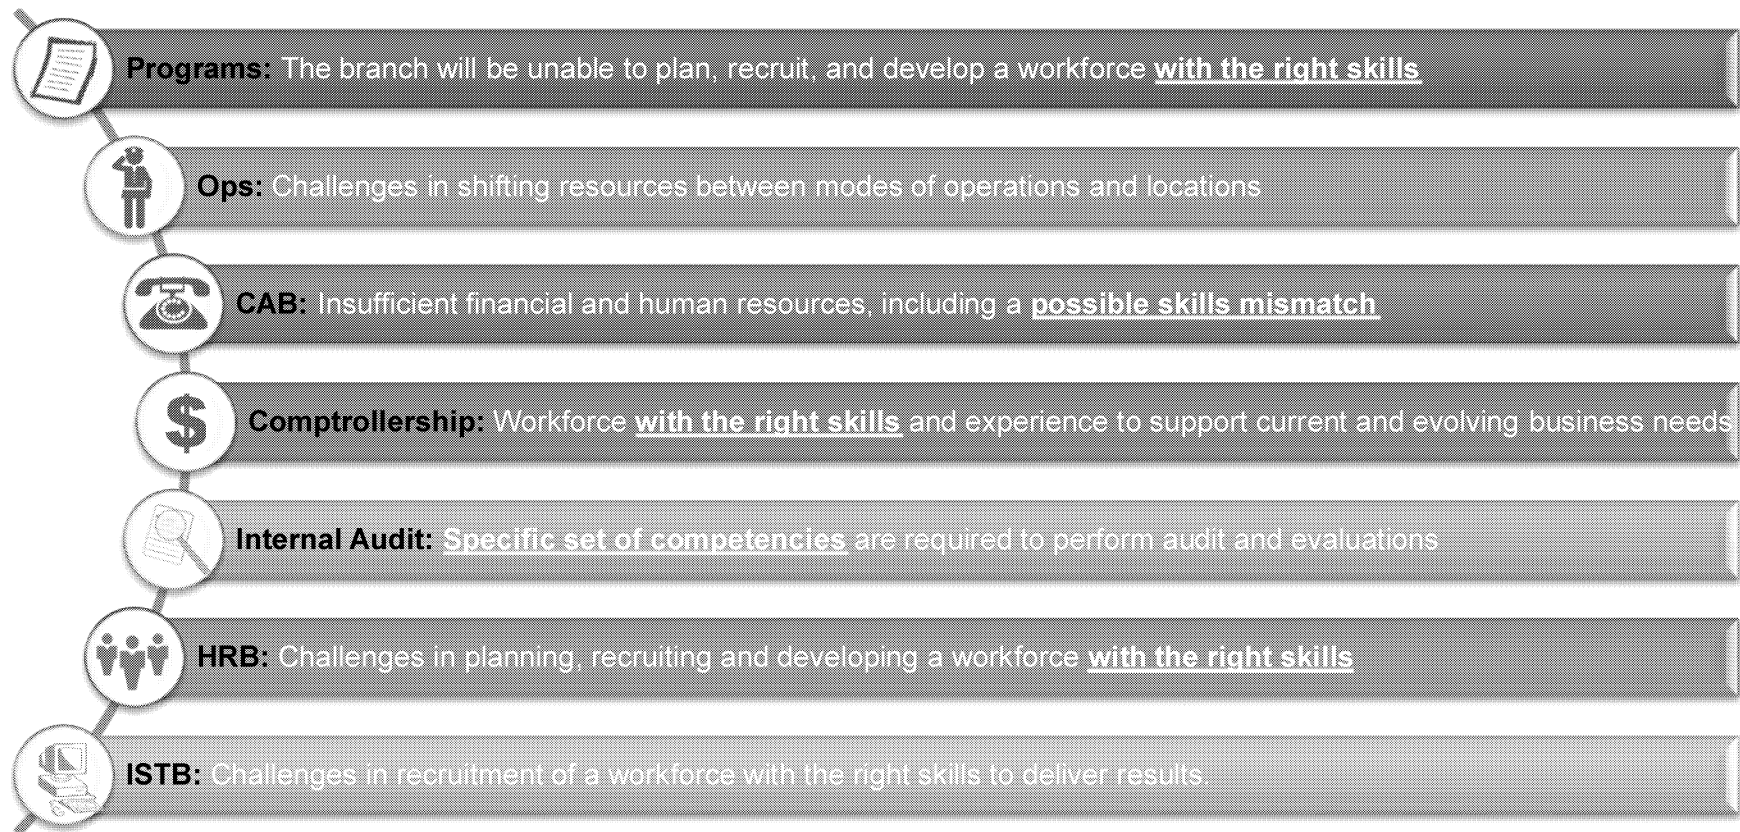 Programs: The branch will be unable to plan, recruit, and develop a workforce with the right skills
Ops: Challenges in shifting resources between modes of operations and locations
CAB: Insufficient financial and human resources, including a possible skills mismatch
$
Comptrollership: Workforce with the right skills and experience to support current and evolving business needs
Internal Audit: Specific set of competencies are required to perform audit and evaluations
HRB: Challenges in planning, recruiting and developing a workforce with the right skills
ISTB: Challenges in recruitment of a workforce with the right skills to deliver results.